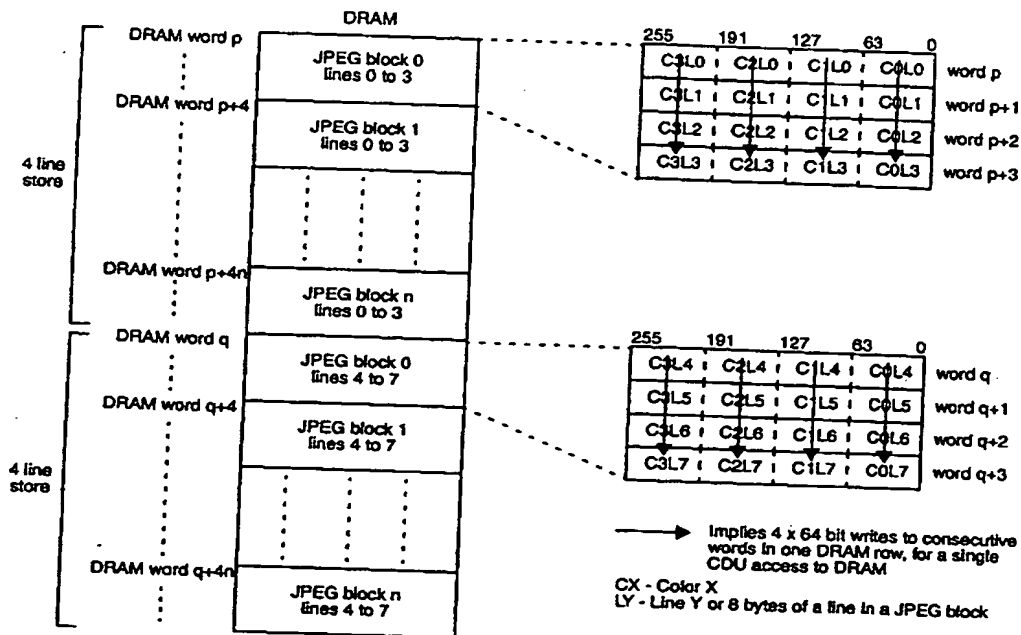 DRAM
DRAM word p
JPEG block 0
lines 0 to 3
DRAM word p+4
JPEG block 1
lines 0 to 3
4 line
store
DRAM word p+4n
JPEG block n
lines 0 to 3
DRAM word q
JPEG block 0
lines 4 to 7
DRAM word q+4
JPEG block 1
lines 4 to 7
4 line
store
DRAM word q+4n
JPEG block n
lines 4 to 7
255 191 127 63 0
C3L0 C2L0 C1L0 C0L0 word p
C3L1 C2L1 C1L1 C0L1 word p+1
C3L2 C2L2 C1L2 C0L2 word p+2
C3L3 C2L3 C1L3 C0L3 word p+3
255 191 127 63 0
C3L4 C2L4 C1L4 C0L4 word q
C3L5 C2L5 C1L5 C0L5 word q+1
C3L6 C2L6 C1L6 C0L6 word q+2
C3L7 C2L7 C1L7 C0L7 word q+3
Implies 4 x 64 bit writes to consecutive
words in one DRAM row, for a single
CDU access to DRAM
CX - Color X
LY - Line Y or 8 bytes of a line in a JPEG block